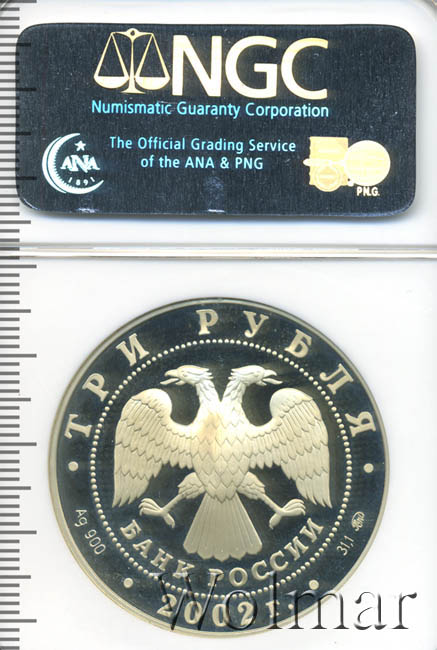 NGC
Numismatic Guaranty Corporation
The Official Grading Service
of the ANA & PNG
ANA
1891
P.N.G.
ТРИ РУБЛЯ
Ag 900
31,1
БАНК РОССИИ
2002 г.
Wolmar